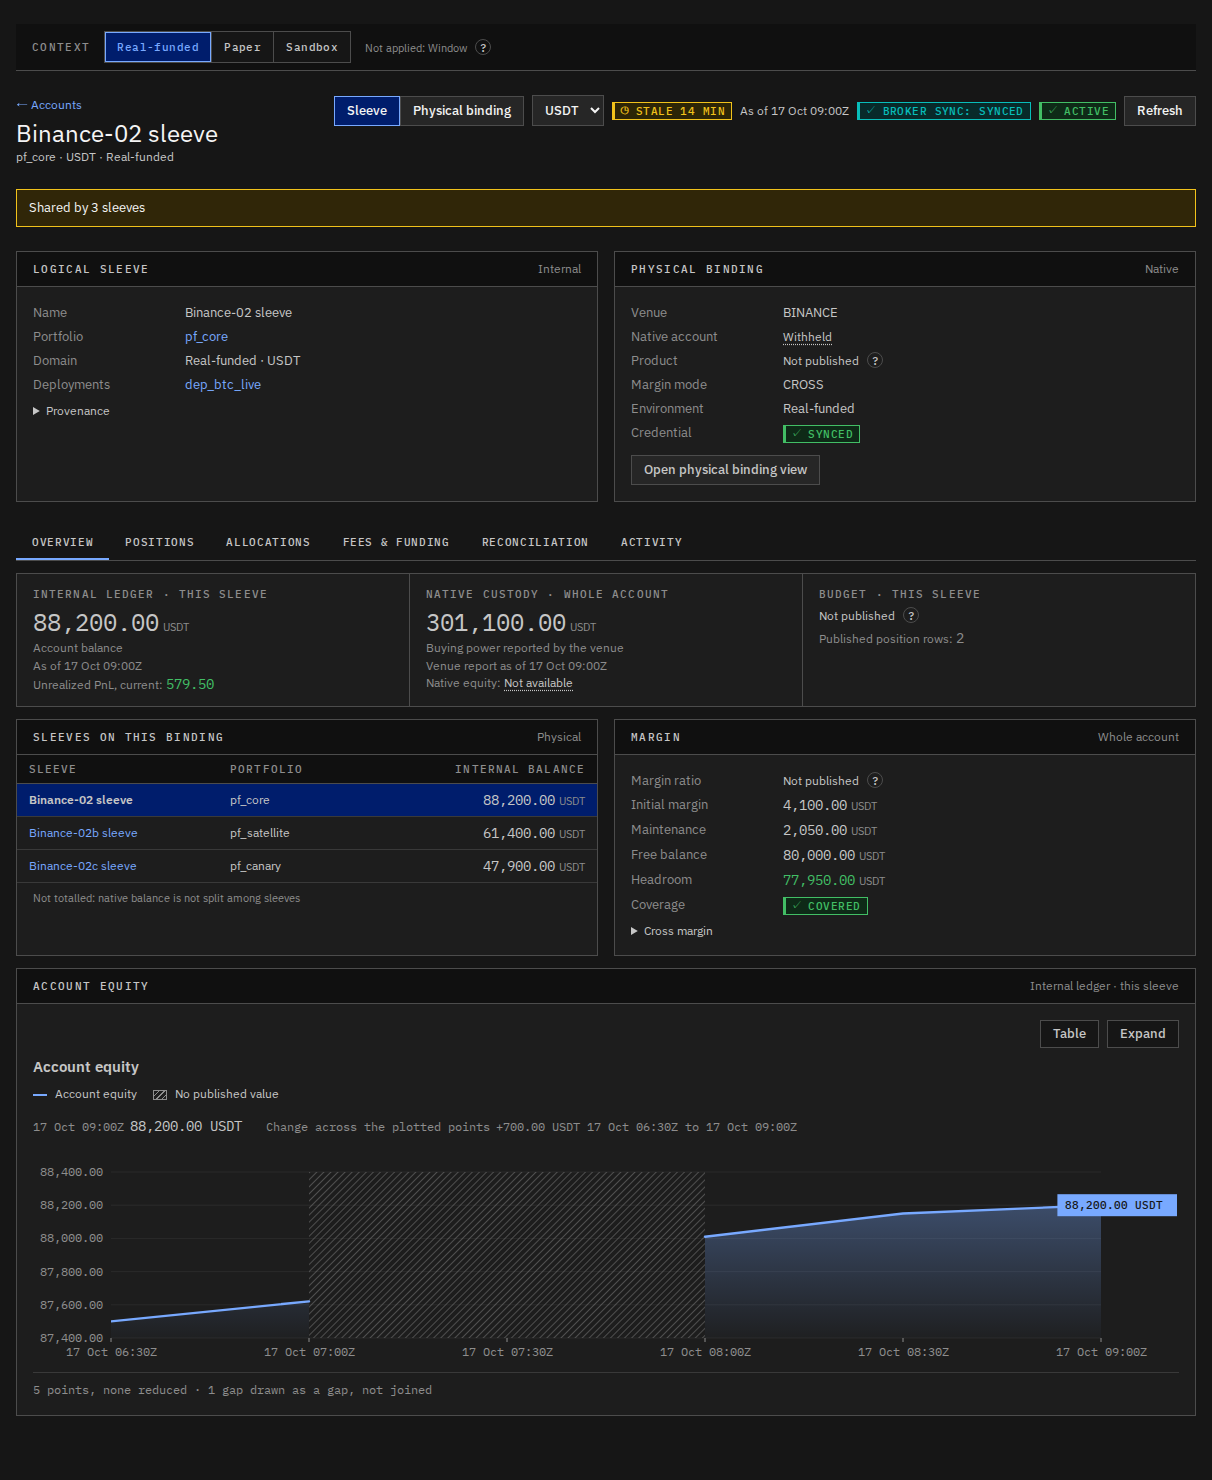 CONTEXT Real-funded Paper Sandbox Not applied: Window ?
← Accounts
Sleeve Physical binding USDT STALE 14 MIN As of 17 Oct 09:00Z ✓ BROKER SYNC: SYNCED ✓ ACTIVE Refresh
Binance-02 sleeve
pf_core · USDT · Real-funded
Shared by 3 sleeves
LOGICAL SLEEVE Internal
Name Binance-02 sleeve
Portfolio pf_core
Domain Real-funded · USDT
Deployments dep_btc_live
▶ Provenance
PHYSICAL BINDING Native
Venue BINANCE
Native account Withheld
Product Not published ?
Margin mode CROSS
Environment Real-funded
Credential ✓ SYNCED
Open physical binding view
OVERVIEW POSITIONS ALLOCATIONS FEES & FUNDING RECONCILIATION ACTIVITY
INTERNAL LEDGER · THIS SLEEVE
88,200.00 USDT
Account balance
As of 17 Oct 09:00Z
Unrealized PnL, current: 579.50
NATIVE CUSTODY · WHOLE ACCOUNT
301,100.00 USDT
Buying power reported by the venue
Venue report as of 17 Oct 09:00Z
Native equity: Not available
BUDGET · THIS SLEEVE
Not published ?
Published position rows: 2
SLEEVES ON THIS BINDING Physical
SLEEVE PORTFOLIO INTERNAL BALANCE
Binance-02 sleeve pf_core 88,200.00 USDT
Binance-02b sleeve pf_satellite 61,400.00 USDT
Binance-02c sleeve pf_canary 47,900.00 USDT
Not totalled: native balance is not split among sleeves
MARGIN Whole account
Margin ratio Not published ?
Initial margin 4,100.00 USDT
Maintenance 2,050.00 USDT
Free balance 80,000.00 USDT
Headroom 77,950.00 USDT
Coverage ✓ COVERED
▶ Cross margin
ACCOUNT EQUITY Internal ledger · this sleeve
Table Expand
Account equity
Account equity No published value
17 Oct 09:00Z 88,200.00 USDT Change across the plotted points +700.00 USDT 17 Oct 06:30Z to 17 Oct 09:00Z
88,400.00
88,200.00 88,200.00 USDT
88,000.00
87,800.00
87,600.00
87,400.00
17 Oct 06:30Z 17 Oct 07:00Z 17 Oct 07:30Z 17 Oct 08:00Z 17 Oct 08:30Z 17 Oct 09:00Z
5 points, none reduced · 1 gap drawn as a gap, not joined